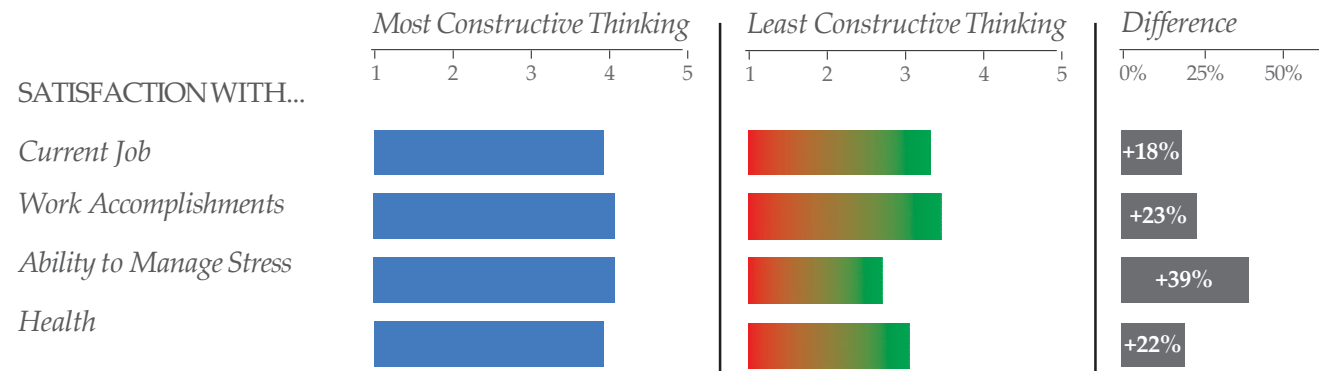 Most Constructive Thinking Least Constructive Thinking Difference
1 2 3 4 5 1 2 3 4 5 0% 25% 50%
SATISFACTION WITH...
Current Job +18%
Work Accomplishments +23%
Ability to Manage Stress +39%
Health +22%